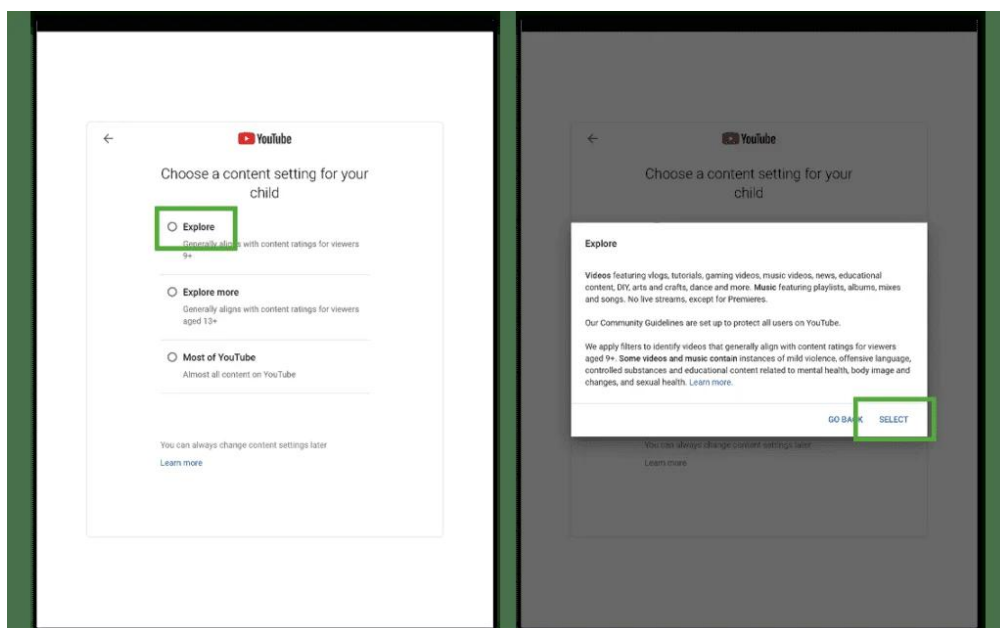 YouTube
Choose a content setting for your
child
Explore
Generally aligns with content ratings for viewers
9+
Explore more
Generally aligns with content ratings for viewers
aged 13+
Most of YouTube
Almost all content on YouTube
You can always change content settings later
Learn more
YouTube
Choose a content setting for your
child
Explore
Videos featuring vlogs, tutorials, gaming videos, music videos, news, educational
content, DIY, arts and crafts, dance and more. Music featuring playlists, albums, mixes
and songs. No live streams, except for Premieres.
Our Community Guidelines are set up to protect all users on YouTube.
We apply filters to identify videos that generally align with content ratings for viewers
aged 9+. Some videos and music contain instances of mild violence, offensive language,
controlled substances and educational content related to mental health, body image and
changes, and sexual health. Learn more.
GO BACK SELECT
You can always change content settings later
Learn more